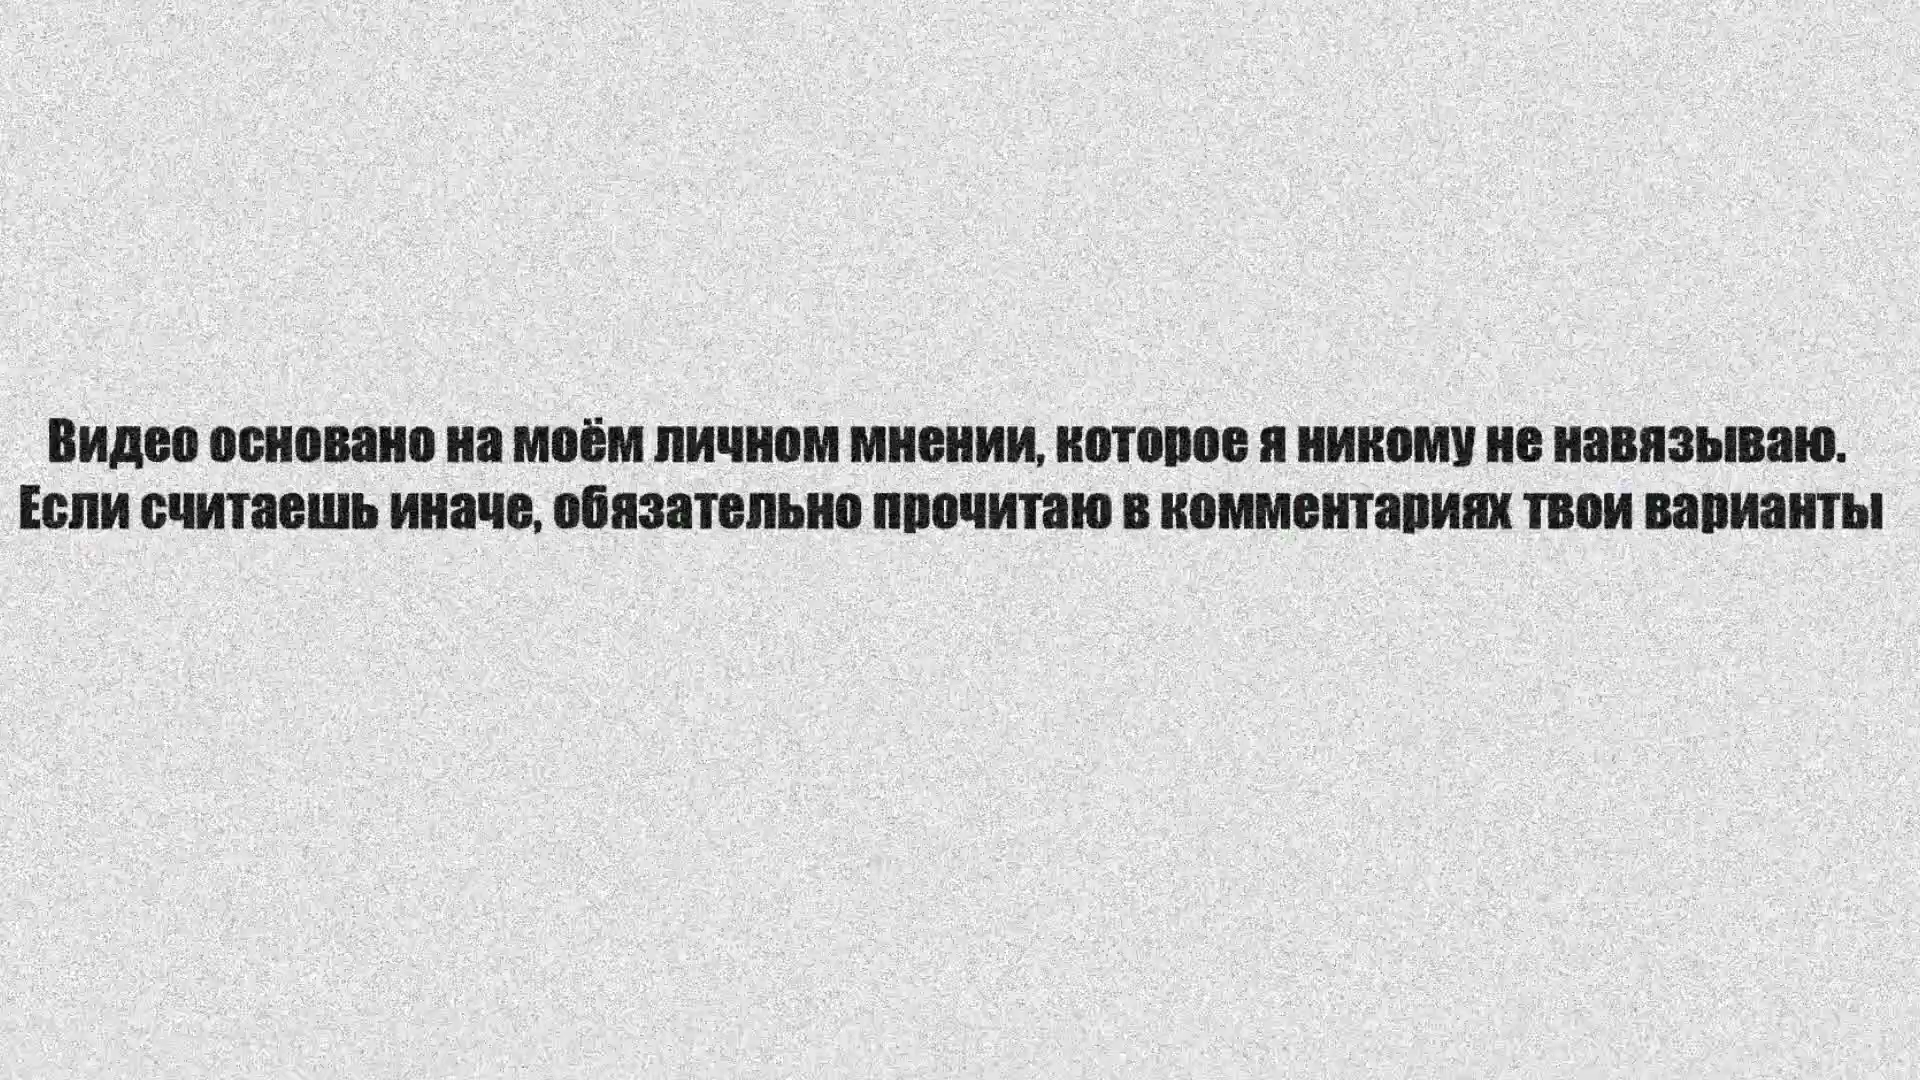 Видео основано на моём личном мнении, которое я никому не навязываю.
Если считаешь иначе, обязательно прочитаю в комментариях твои варианты